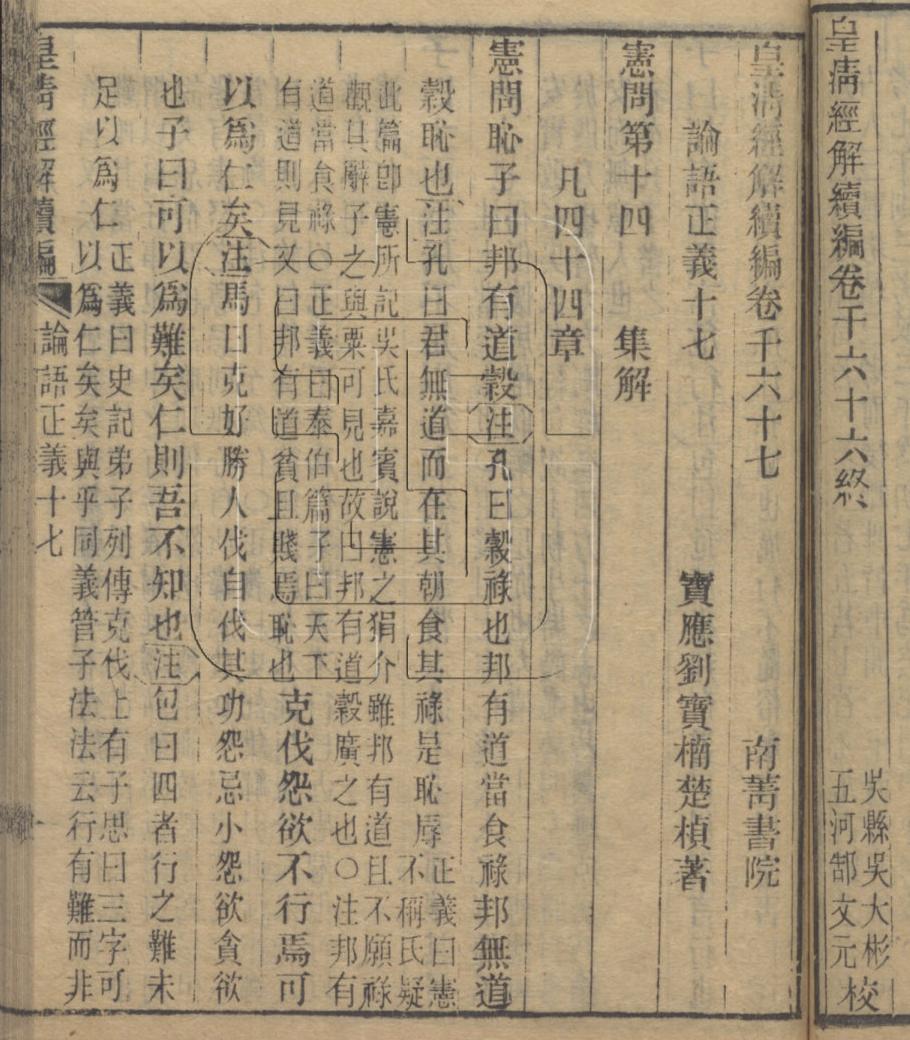 皇淸經解續編卷千六十六終
吳縣吳大彬
五河郜文元
校
皇淸經解續編卷千六十七
南菁書院
論語正義十七
寶應劉寶楠楚楨著
憲問第十四
集解
凡四十四章
憲問恥子曰邦有道穀注孔曰穀祿也邦有道當食祿邦無道
穀恥也注孔曰君無道而在其朝食其祿是恥辱
正義曰憲
不稱氏疑
此篇卽憲所記吳氏嘉賓說憲之狷介雖邦有道且不願祿
觀其辭子之與粟可見也故曰邦有道穀廣之也○注邦有
道當食祿○正義曰泰伯篇子曰天下
有道則見又曰邦有道貧且賤焉恥也
克伐怨欲不行焉可
以爲仁矣注馬曰克好勝人伐自伐其功怨忌小怨欲貪欲
也子曰可以爲難矣仁則吾不知也注包曰四者行之難未
足以爲仁
正義曰史記弟子列傳克伐上有子思曰三字可
以爲仁矣矣與乎同義管子法法云行有難而非
皇淸經解續編
論語正義十七